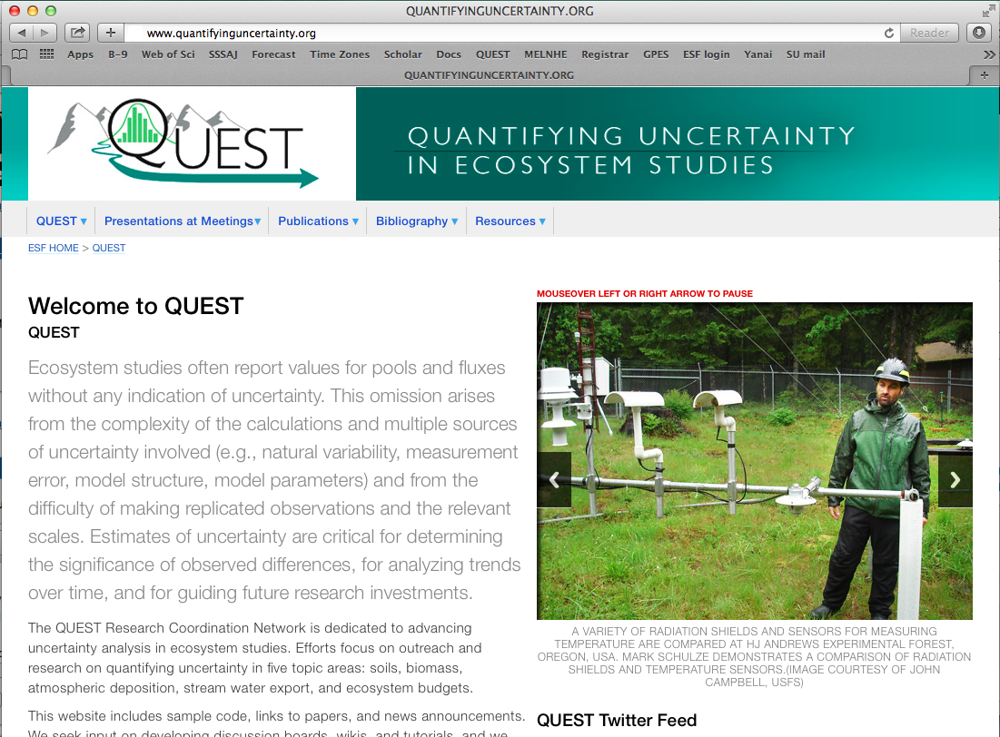 QUANTIFYINGUNCERTAINTY.ORG
www.quantifyinguncertainty.org
Reader
Apps B-9 Web of Sci SSSAJ Forecast Time Zones Scholar Docs QUEST MELNHE Registrar GPES ESF login Yanai SU mail
QUANTIFYINGUNCERTAINTY.ORG
QUEST
QUANTIFYING UNCERTAINTY
IN ECOSYSTEM STUDIES
QUEST Presentations at Meetings Publications Bibliography Resources
ESF HOME > QUEST
Welcome to QUEST
QUEST
Ecosystem studies often report values for pools and fluxes
without any indication of uncertainty. This omission arises
from the complexity of the calculations and multiple sources
of uncertainty involved (e.g., natural variability, measurement
error, model structure, model parameters) and from the
difficulty of making replicated observations and the relevant
scales. Estimates of uncertainty are critical for determining
the significance of observed differences, for analyzing trends
over time, and for guiding future research investments.
The QUEST Research Coordination Network is dedicated to advancing
uncertainty analysis in ecosystem studies. Efforts focus on outreach and
research on quantifying uncertainty in five topic areas: soils, biomass,
atmospheric deposition, stream water export, and ecosystem budgets.
This website includes sample code, links to papers, and news announcements.
We seek input on developing discussion boards, wikis, and tutorials, and we
MOUSEOVER LEFT OR RIGHT ARROW TO PAUSE
A VARIETY OF RADIATION SHIELDS AND SENSORS FOR MEASURING
TEMPERATURE ARE COMPARED AT HJ ANDREWS EXPERIMENTAL FOREST,
OREGON, USA. MARK SCHULZE DEMONSTRATES A COMPARISON OF RADIATION
SHIELDS AND TEMPERATURE SENSORS.(IMAGE COURTESY OF JOHN
CAMPBELL, USFS)
QUEST Twitter Feed